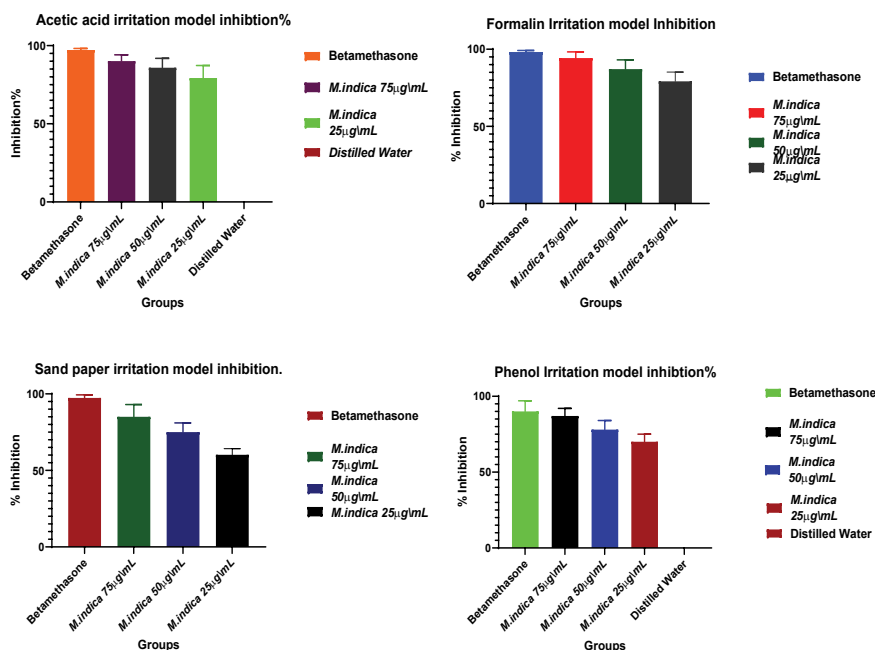 Acetic acid irritation model inhibtion%
Inhibtion%
100
50
0
Betamethasone
M.indica 75µg\mL
M.indica 50µg\mL
M.indica 25µg\mL
Distilled Water
Groups
Betamethasone
M.indica 75µg\mL
M.indica
25µg\mL
Distilled Water
Formalin Irritation model Inhibition
% Inhibition
100
50
0
Betamethasone
M.indica 75µg\mL
M.indica 50µg\mL
M.indica 25µg\mL
Groups
Betamethasone
M.indica
75µg\mL
M.indica
50µg\mL
M.indica
25µg\mL
Sand paper irritation model inhibition.
% Inhibition
100
50
0
Betamethasone
M.indica 75µg\mL
M.indica 50µg\mL
M.indica 25µg\mL
Groups
Betamethasone
M.indica
75µg\mL
M.indica
50µg\mL
M.indica 25µg\mL
Phenol Irritation model inhibtion%
% Inhibition
100
50
0
Betamethasone
M.indica 75µg\mL
M.indica 50µg\mL
M.indica 25µg\mL
Distilled Water
Groups
Betamethasone
M.indica
75µg\mL
M.indica
50µg\mL
M.indica
25µg\mL
Distilled Water